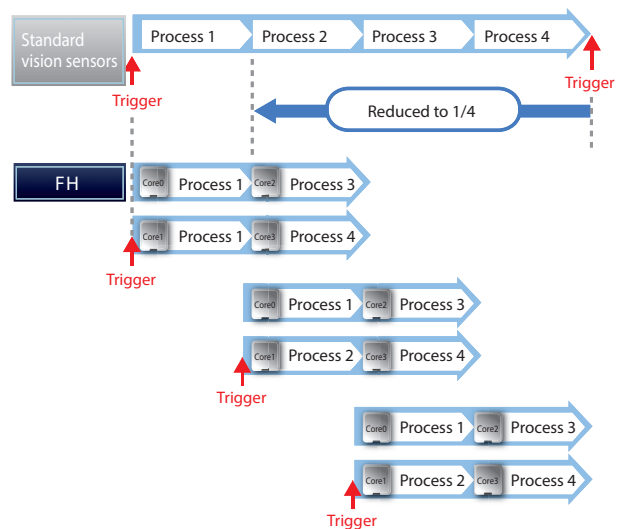 Standard
vision sensors
Process 1 Process 2 Process 3 Process 4
Trigger
Trigger
Reduced to 1/4
FH
Core0 Process 1 Core2 Process 3
Core1 Process 1 Core3 Process 4
Trigger
Core0 Process 1 Core2 Process 3
Core1 Process 2 Core3 Process 4
Trigger
Core0 Process 1 Core2 Process 3
Core1 Process 2 Core3 Process 4
Trigger